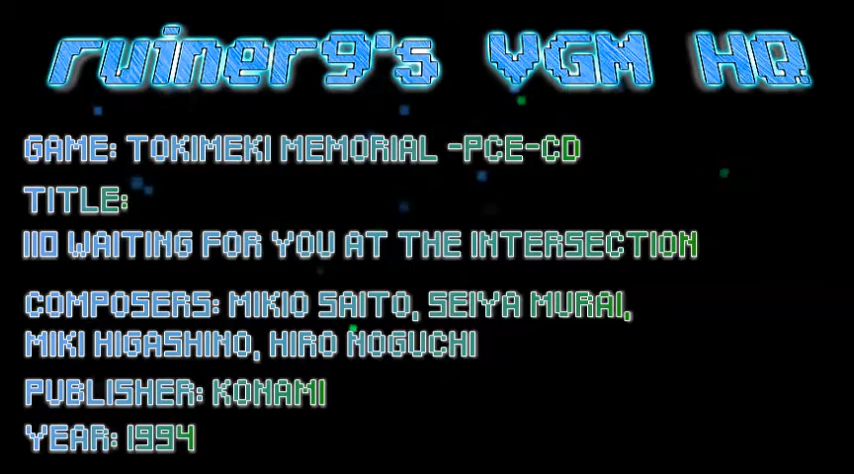 ruiner9's VGM HQ
GAME: TOKIMEKI MEMORIAL -PCE-CD
TITLE:
110 WAITING FOR YOU AT THE INTERSECTION
COMPOSERS: MIKIO SAITO, SEIYA MURAI,
MIKI HIGASHINO, HIRO NOGUCHI
PUBLISHER: KONAMI
YEAR: 1994